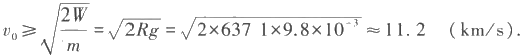 v₀ ≥ √(2W/m) = √(2Rg) = √(2×637 1×9.8×10⁻³) ≈ 11.2 (km/s).